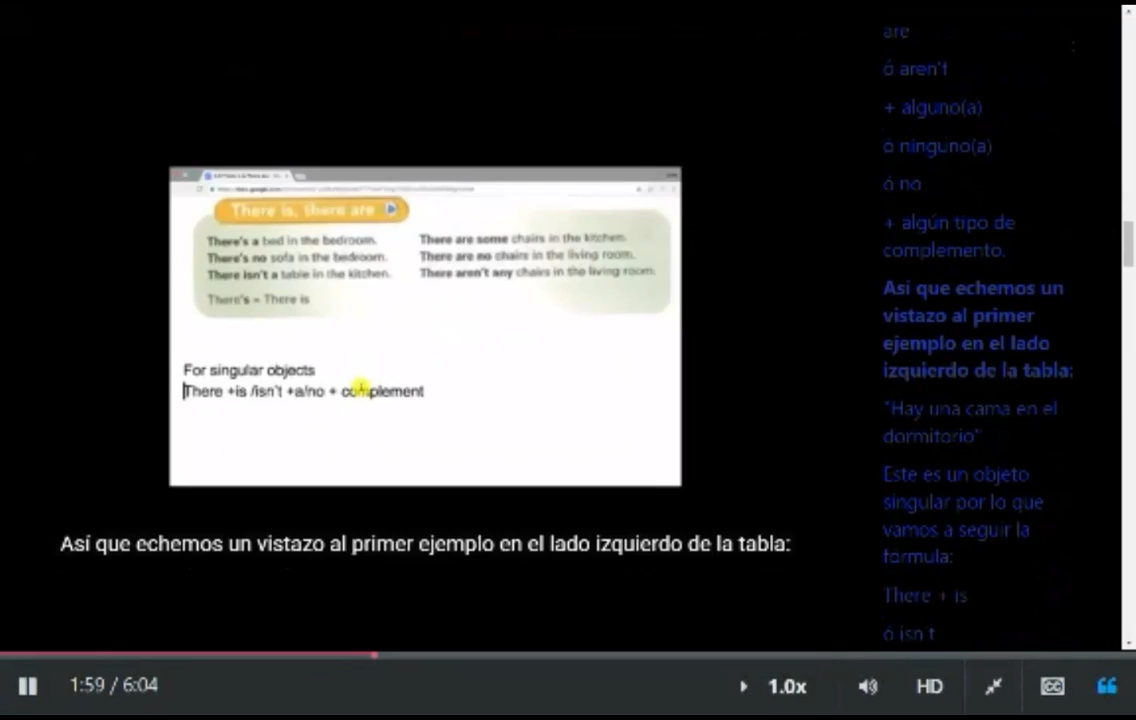 There is, there are
There's a bed in the bedroom.
There's no sofa in the bedroom.
There isn't a table in the kitchen.
There's = There is
There are some chairs in the kitchen.
There are no chairs in the living room.
There aren't any chairs in the living room.
For singular objects
There +is /isn't +a/no + complement
Así que echemos un vistazo al primer ejemplo en el lado izquierdo de la tabla:
are
ó aren't
+ alguno(a)
ó ninguno(a)
ó no
+ algún tipo de
complemento.
Así que echemos un
vistazo al primer
ejemplo en el lado
izquierdo de la tabla:
"Hay una cama en el
dormitorio"
Este es un objeto
singular por lo que
vamos a seguir la
fórmula:
There + is
ó isn't
1:59 / 6:04
1.0x
HD
CC